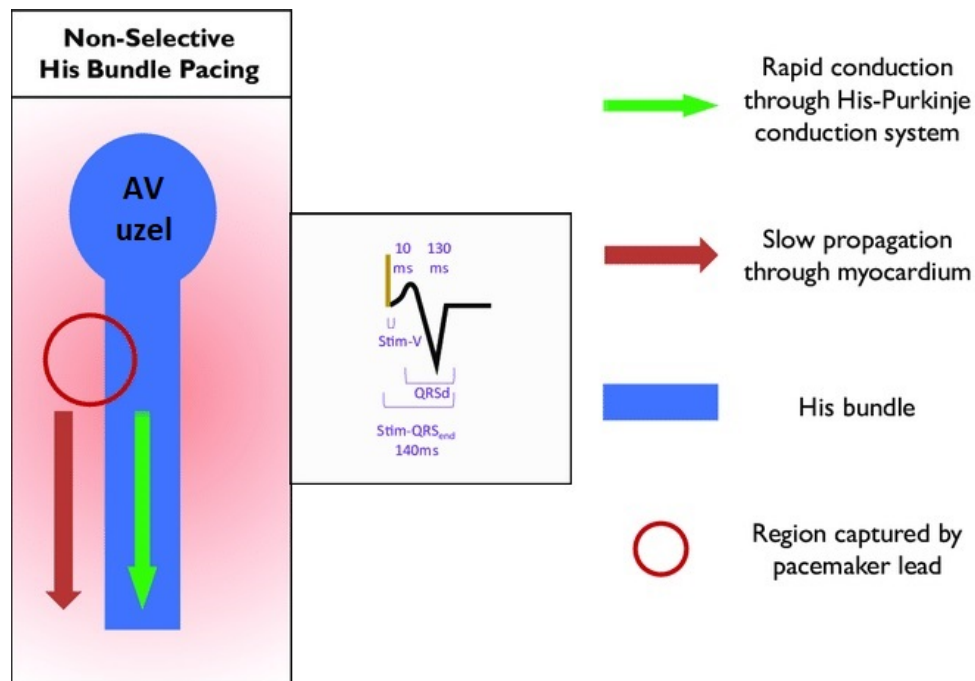 Non-Selective
His Bundle Pacing
AV
uzel
10
ms
130
ms
Stim-V
QRSd
Stim-QRSend
140ms
Rapid conduction
through His-Purkinje
conduction system
Slow propagation
through myocardium
His bundle
Region captured by
pacemaker lead